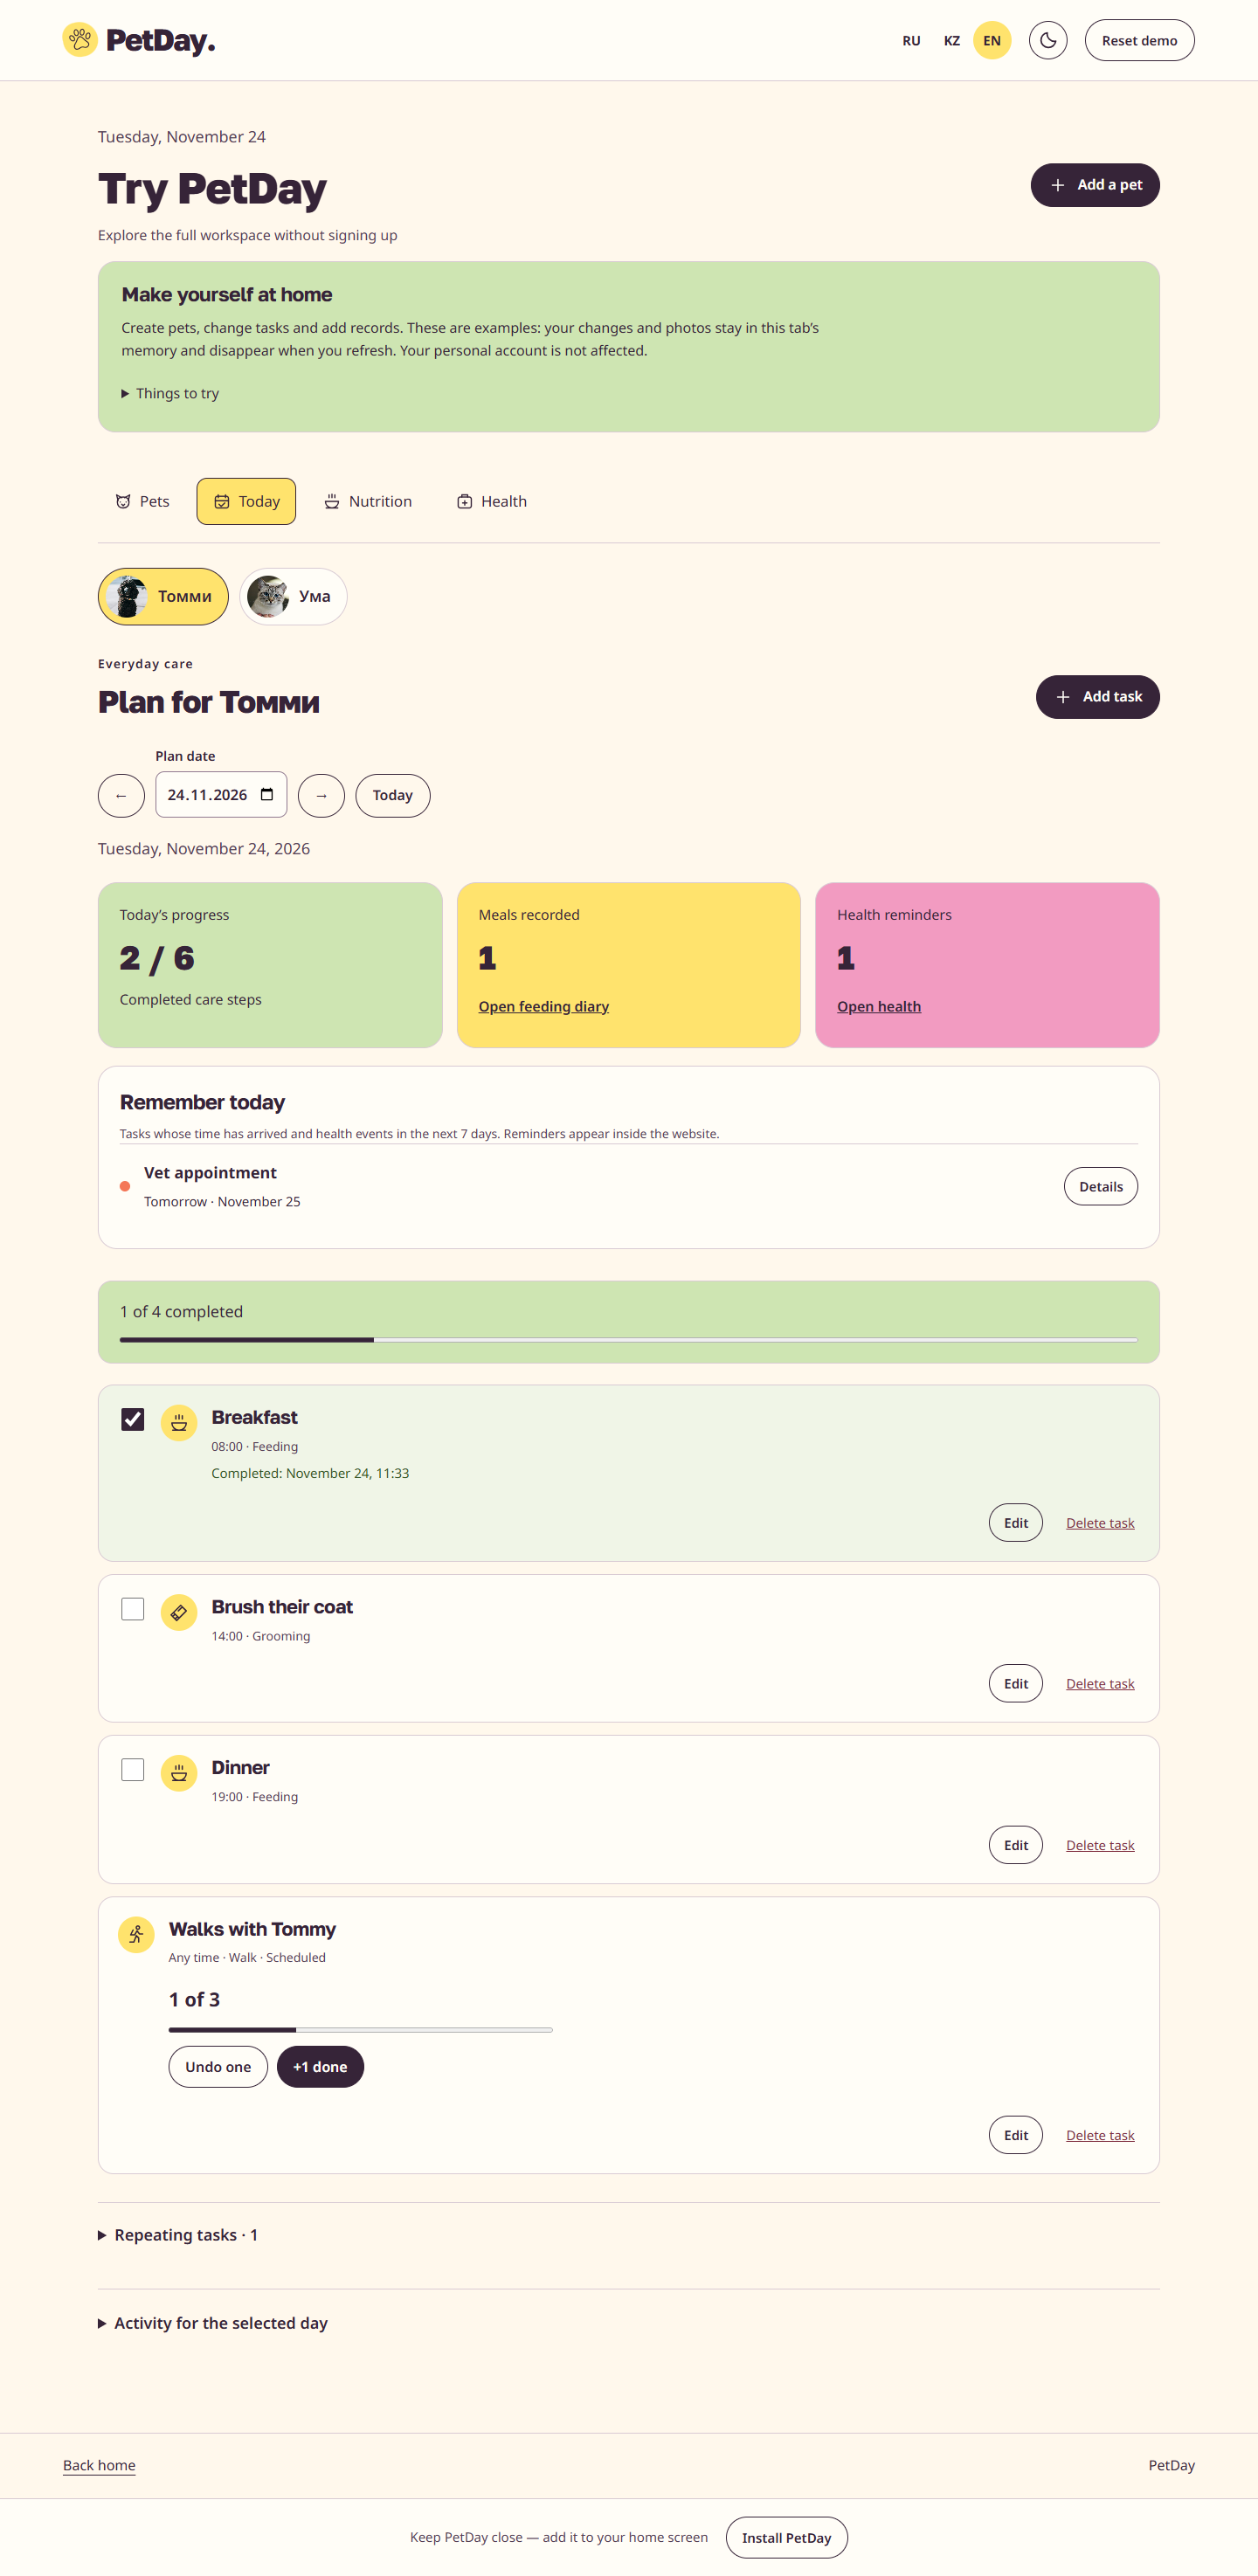 PetDay.
RU KZ EN
Reset demo
Tuesday, November 24
Try PetDay
Add a pet
Explore the full workspace without signing up
Make yourself at home
Create pets, change tasks and add records. These are examples: your changes and photos stay in this tab’s
memory and disappear when you refresh. Your personal account is not affected.
Things to try
Pets Today Nutrition Health
Томми Ума
Everyday care
Plan for Томми
Add task
Plan date
← 24.11.2026 → Today
Tuesday, November 24, 2026
Today’s progress
2 / 6
Completed care steps
Meals recorded
1
Open feeding diary
Health reminders
1
Open health
Remember today
Tasks whose time has arrived and health events in the next 7 days. Reminders appear inside the website.
Vet appointment
Tomorrow · November 25
Details
1 of 4 completed
Breakfast
08:00 · Feeding
Completed: November 24, 11:33
Edit Delete task
Brush their coat
14:00 · Grooming
Edit Delete task
Dinner
19:00 · Feeding
Edit Delete task
Walks with Tommy
Any time · Walk · Scheduled
1 of 3
Undo one +1 done
Edit Delete task
Repeating tasks · 1
Activity for the selected day
Back home
PetDay
Keep PetDay close — add it to your home screen
Install PetDay